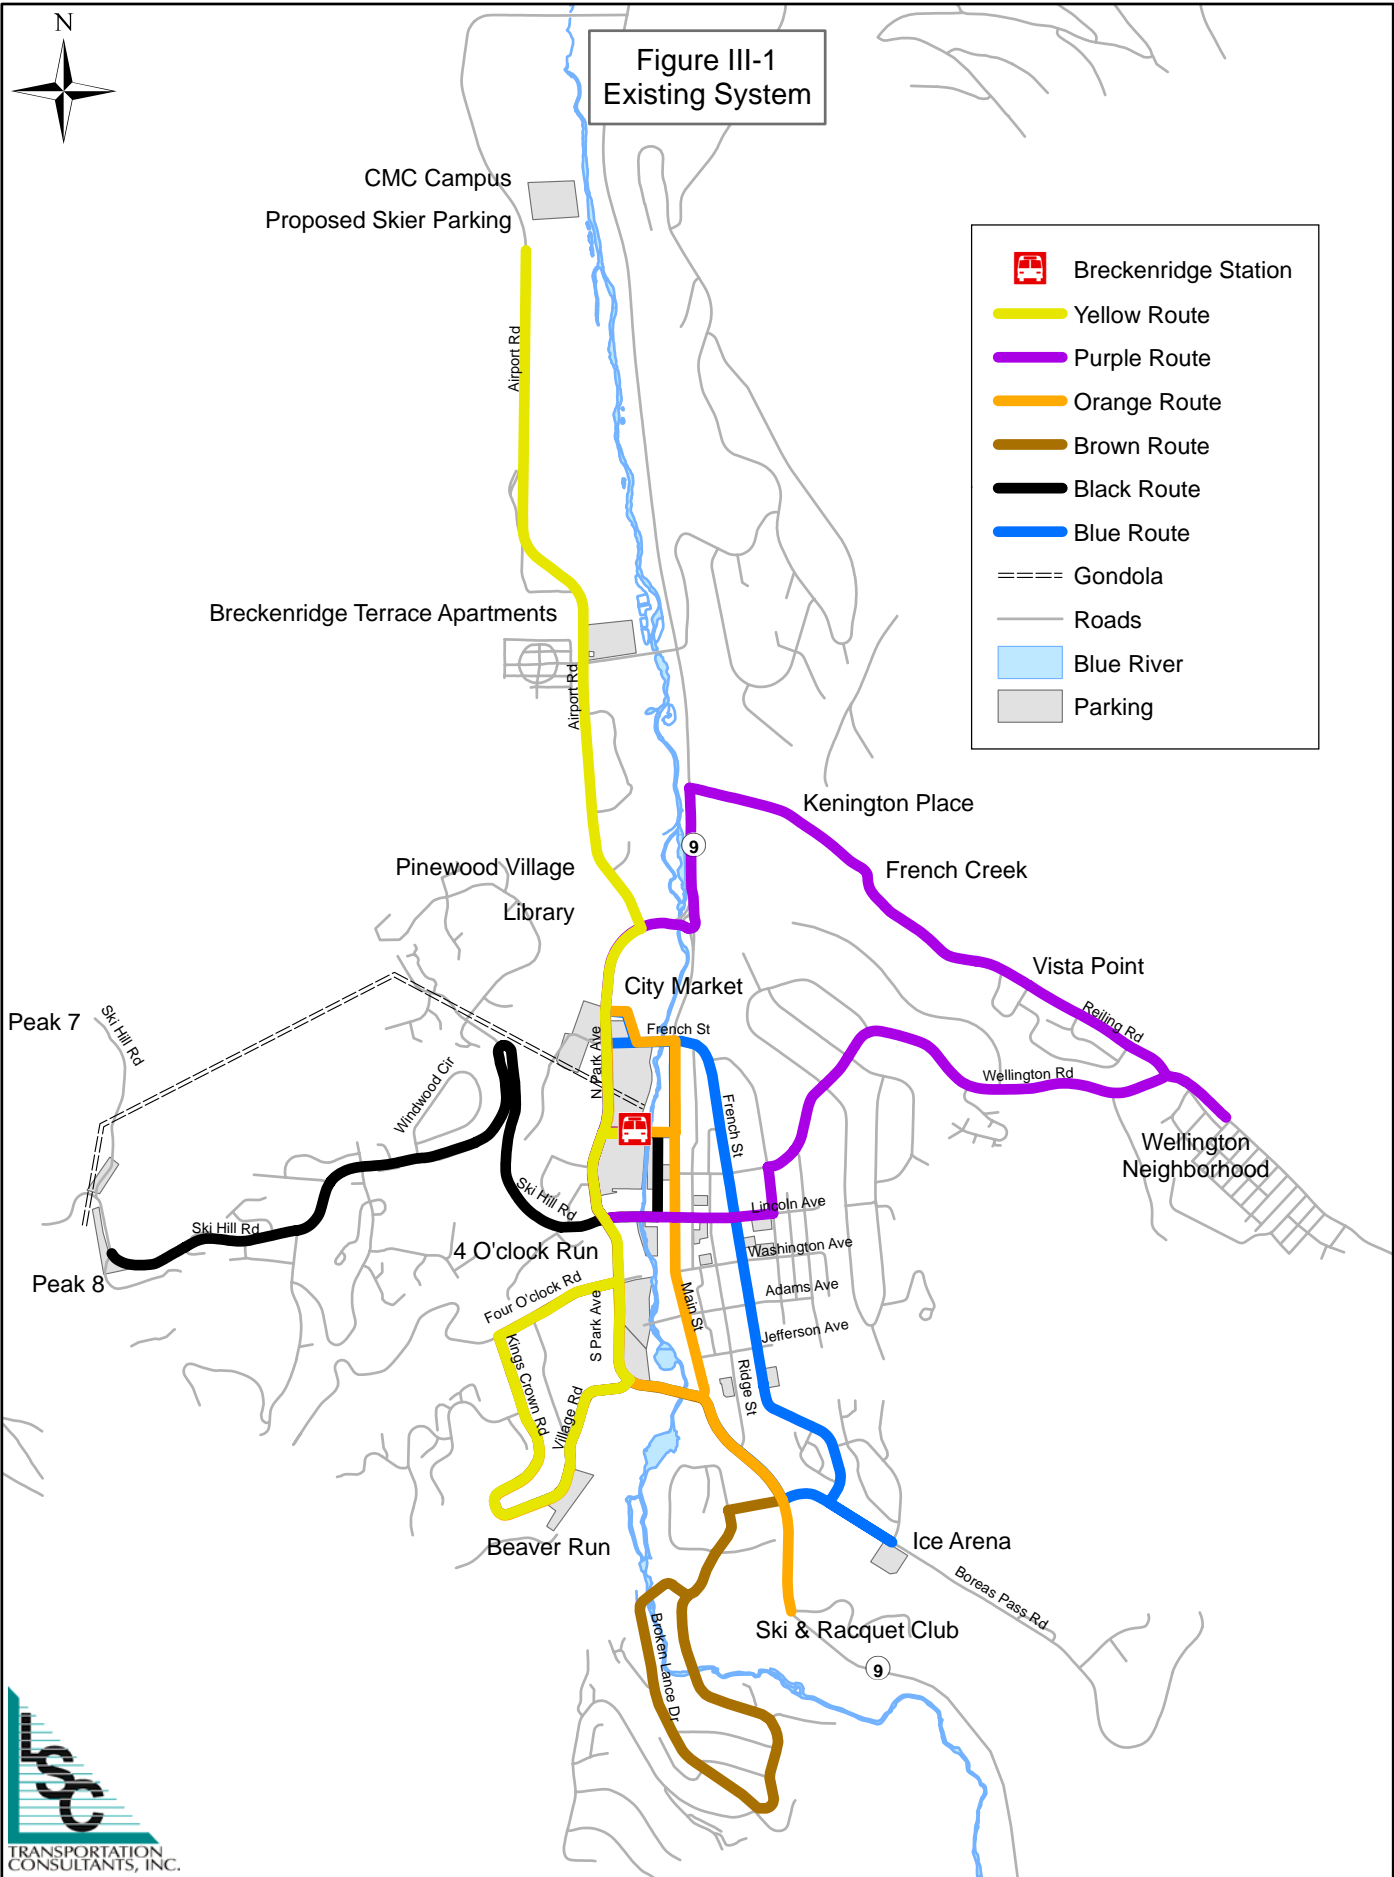 N
Figure III-1
Existing System
CMC Campus
Proposed Skier Parking
Breckenridge Station
Yellow Route
Purple Route
Orange Route
Brown Route
Black Route
Blue Route
Gondola
Roads
Blue River
Parking
Airport Rd
Breckenridge Terrace Apartments
Airport Rd
Kenington Place
9
French Creek
Pinewood Village
Library
Vista Point
City Market
Reiling Rd
Peak 7
Ski Hill Rd
French St
N Park Ave
Wellington Rd
Windwood Cir
French St
Wellington
Neighborhood
Ski Hill Rd
Lincoln Ave
Ski Hill Rd
4 O'clock Run
Washington Ave
Peak 8
Four O'clock Rd
Adams Ave
Main St
S Park Ave
Jefferson Ave
Kings Crown Rd
Ridge St
Village Rd
Beaver Run
Ice Arena
Boreas Pass Rd
Broken Lance Dr
Ski & Racquet Club
9
LSC
TRANSPORTATION
CONSULTANTS, INC.